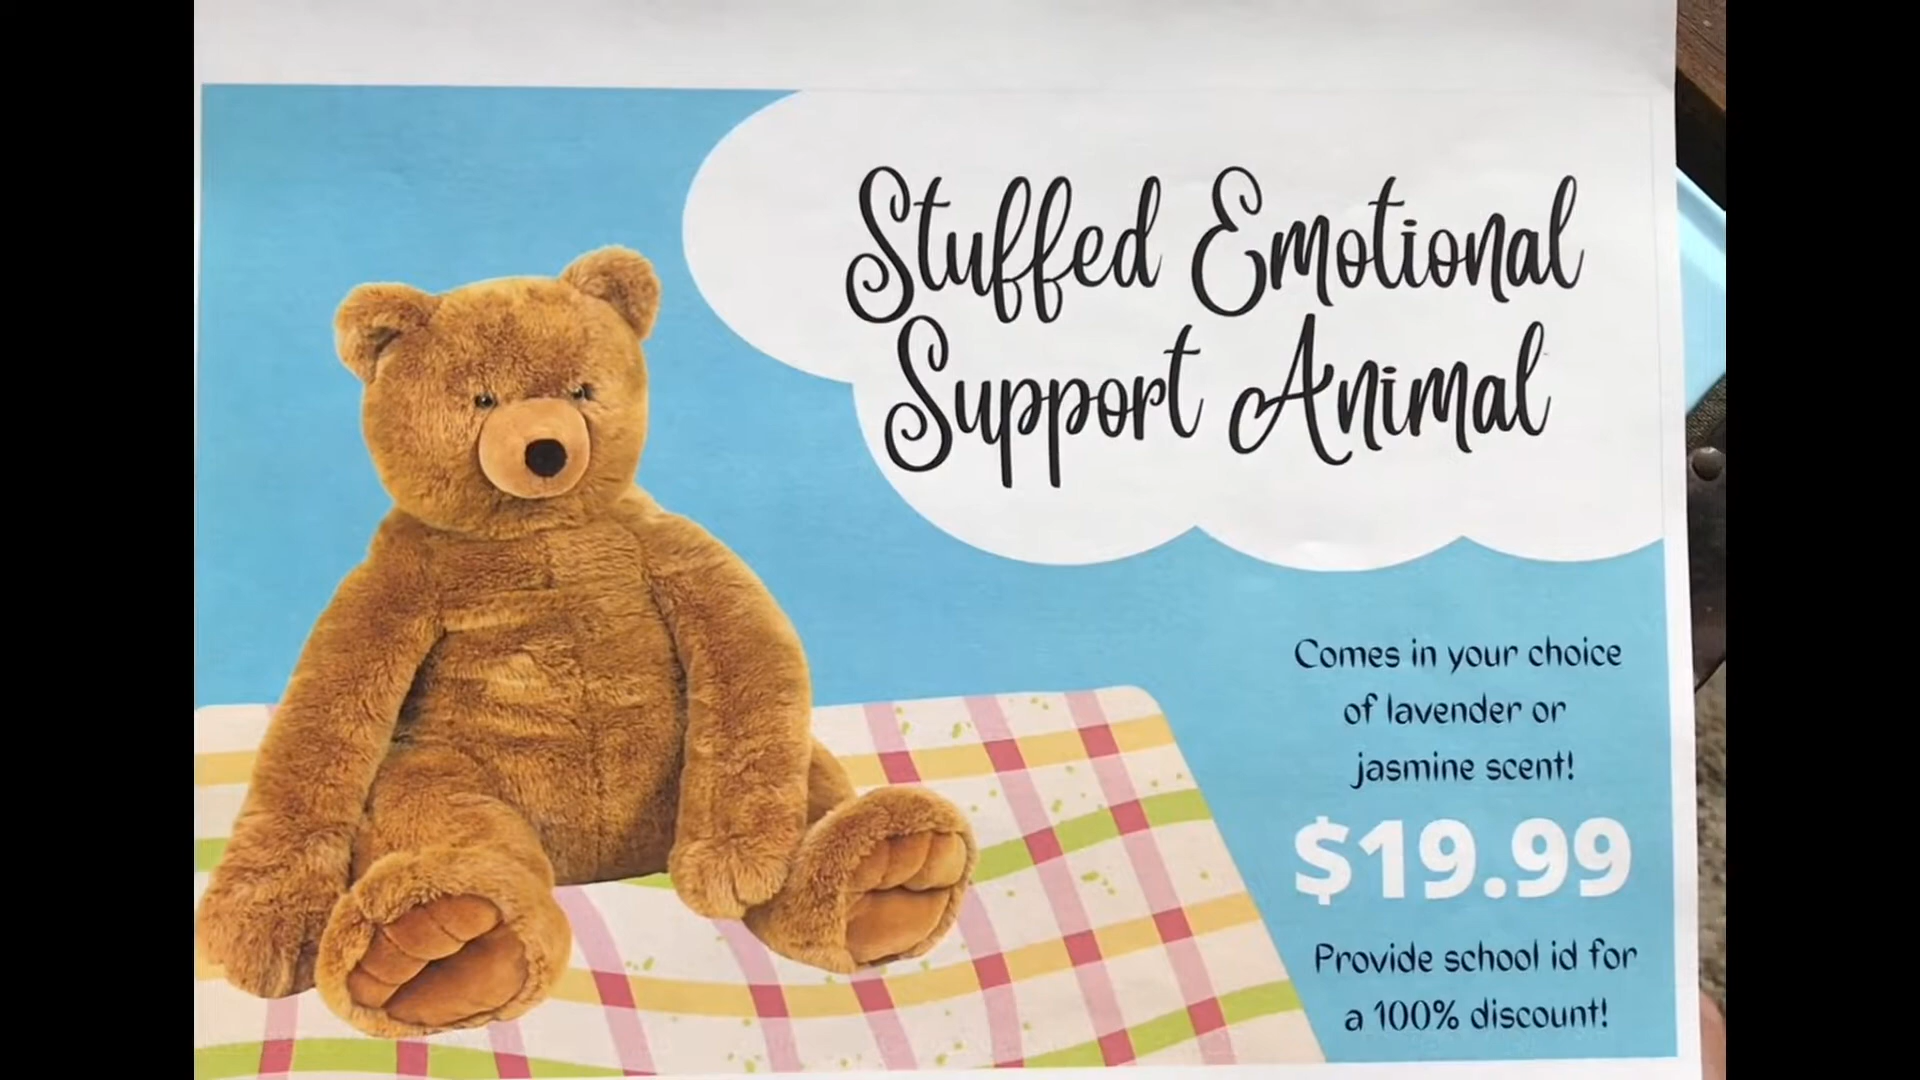 Stuffed Emotional
Support Animal
Comes in your choice
of lavender or
jasmine scent!
$19.99
Provide school id for
a 100% discount!